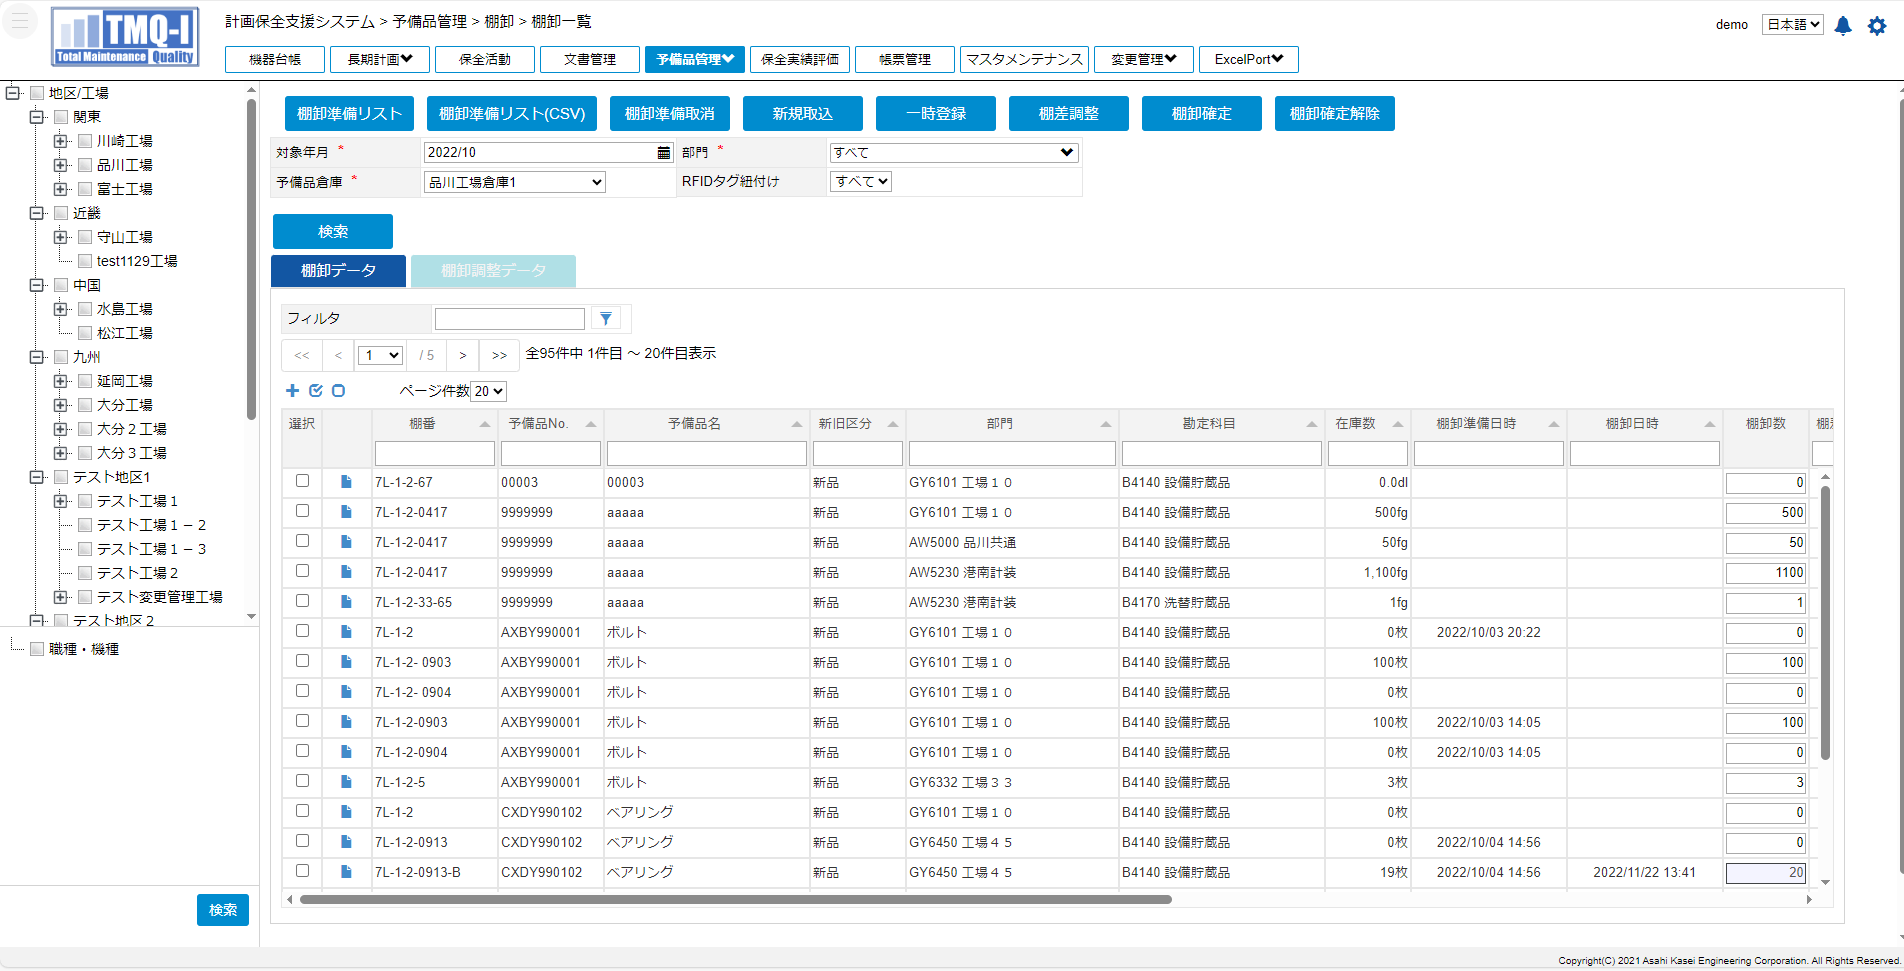 TMQ-I
Total Maintenance Quality
計画保全支援システム > 予備品管理 > 棚卸 > 棚卸一覧
demo 日本語
機器台帳 長期計画 保全活動 文書管理 予備品管理 保全実績評価 帳票管理 マスタメンテナンス 変更管理 ExcelPort
地区/工場
関東
川崎工場
品川工場
富士工場
近畿
守山工場
test1129工場
中国
水島工場
松江工場
九州
延岡工場
大分工場
大分２工場
大分３工場
テスト地区1
テスト工場１
テスト工場１－２
テスト工場１－３
テスト工場２
テスト変更管理工場
テスト地区２
職種・機種
検索
棚卸準備リスト 棚卸準備リスト(CSV) 棚卸準備取消 新規取込 一時登録 棚差調整 棚卸確定 棚卸確定解除
対象年月 * 2022/10 部門 * すべて
予備品倉庫 * 品川工場倉庫1 RFIDタグ紐付け すべて
検索
棚卸データ 棚卸調整データ
フィルタ
<< < 1 / 5 > >> 全95件中 1件目 ～ 20件目表示
ページ件数 20
選択 棚番 予備品No. 予備品名 新旧区分 部門 勘定科目 在庫数 棚卸準備日時 棚卸日時 棚卸数
7L-1-2-67 00003 00003 新品 GY6101 工場１０ B4140 設備貯蔵品 0.0dl 0
7L-1-2-0417 9999999 aaaaa 新品 GY6101 工場１０ B4140 設備貯蔵品 500fg 500
7L-1-2-0417 9999999 aaaaa 新品 AW5000 品川共通 B4140 設備貯蔵品 50fg 50
7L-1-2-0417 9999999 aaaaa 新品 AW5230 港南計装 B4140 設備貯蔵品 1,100fg 1100
7L-1-2-33-65 9999999 aaaaa 新品 AW5230 港南計装 B4170 洗替貯蔵品 1fg 1
7L-1-2 AXBY990001 ボルト 新品 GY6101 工場１０ B4140 設備貯蔵品 0枚 2022/10/03 20:22 0
7L-1-2- 0903 AXBY990001 ボルト 新品 GY6101 工場１０ B4140 設備貯蔵品 100枚 100
7L-1-2- 0904 AXBY990001 ボルト 新品 GY6101 工場１０ B4140 設備貯蔵品 0枚 0
7L-1-2-0903 AXBY990001 ボルト 新品 GY6101 工場１０ B4140 設備貯蔵品 100枚 2022/10/03 14:05 100
7L-1-2-0904 AXBY990001 ボルト 新品 GY6101 工場１０ B4140 設備貯蔵品 0枚 2022/10/03 14:05 0
7L-1-2-5 AXBY990001 ボルト 新品 GY6332 工場３３ B4140 設備貯蔵品 3枚 3
7L-1-2 CXDY990102 ベアリング 新品 GY6101 工場１０ B4140 設備貯蔵品 0枚 0
7L-1-2-0913 CXDY990102 ベアリング 新品 GY6450 工場４５ B4140 設備貯蔵品 0枚 2022/10/04 14:56 0
7L-1-2-0913-B CXDY990102 ベアリング 新品 GY6450 工場４５ B4140 設備貯蔵品 19枚 2022/10/04 14:56 2022/11/22 13:41 20
Copyright(C) 2021 Asahi Kasei Engineering Corporation. All Rights Reserved.